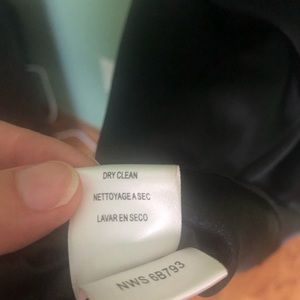 DRY CLEAN
NETTOYAGE A SEC
LAVAR EN SECO
NWS 6B793